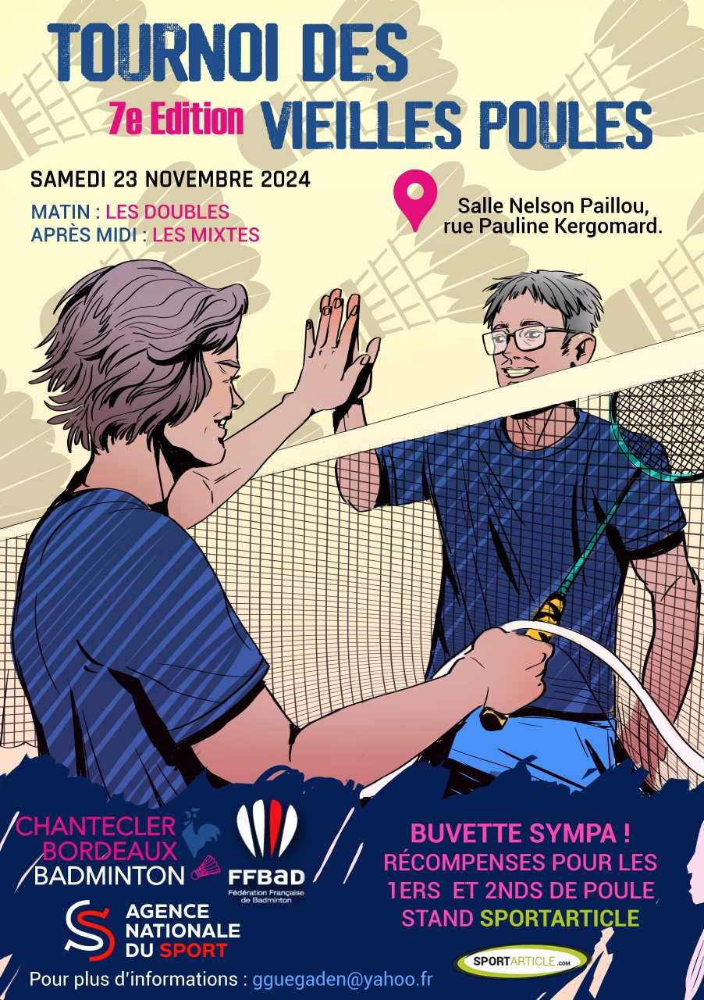 TOURNOI DES
7e Edition VIEILLES POULES
SAMEDI 23 NOVEMBRE 2024
MATIN : LES DOUBLES
APRÈS MIDI : LES MIXTES
Salle Nelson Paillou,
rue Pauline Kergomard.
CHANTECLER
BORDEAUX
BADMINTON
FFBaD
Fédération Française
de Badminton
AGENCE
NATIONALE
DU SPORT
BUVETTE SYMPA !
RÉCOMPENSES POUR LES
1ERS ET 2NDS DE POULE
STAND SPORTARTICLE
SPORTARTICLE.COM
Pour plus d'informations : gguegaden@yahoo.fr